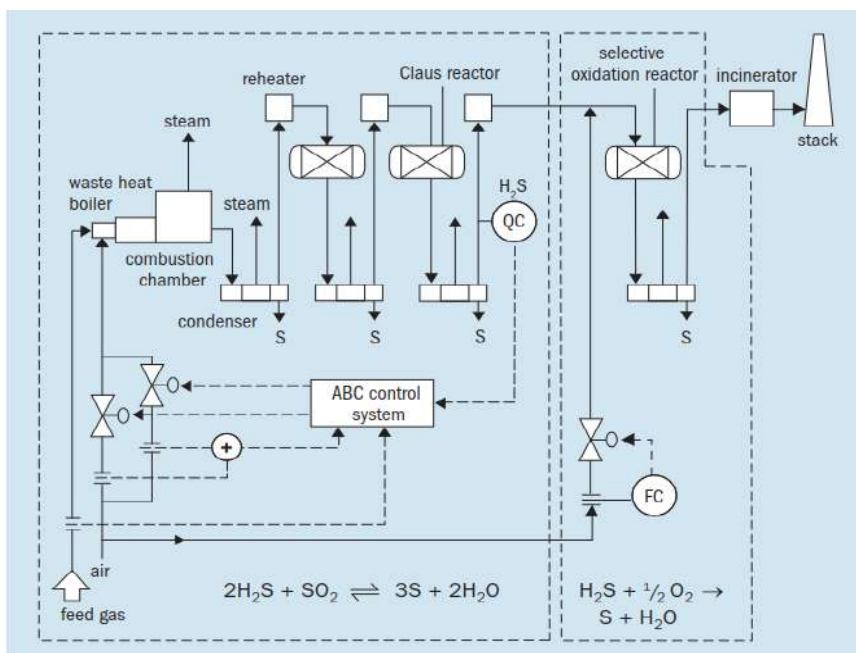 selective
oxidation reactor
incinerator
Claus reactor
reheater
steam
stack
waste heat
boiler
steam
H₂S
QC
combustion
chamber
condenser
S
S
S
S
ABC control
system
+
FC
air
feed gas
2H₂S + SO₂ ⇌ 3S + 2H₂O
H₂S + ½ O₂ →
S + H₂O